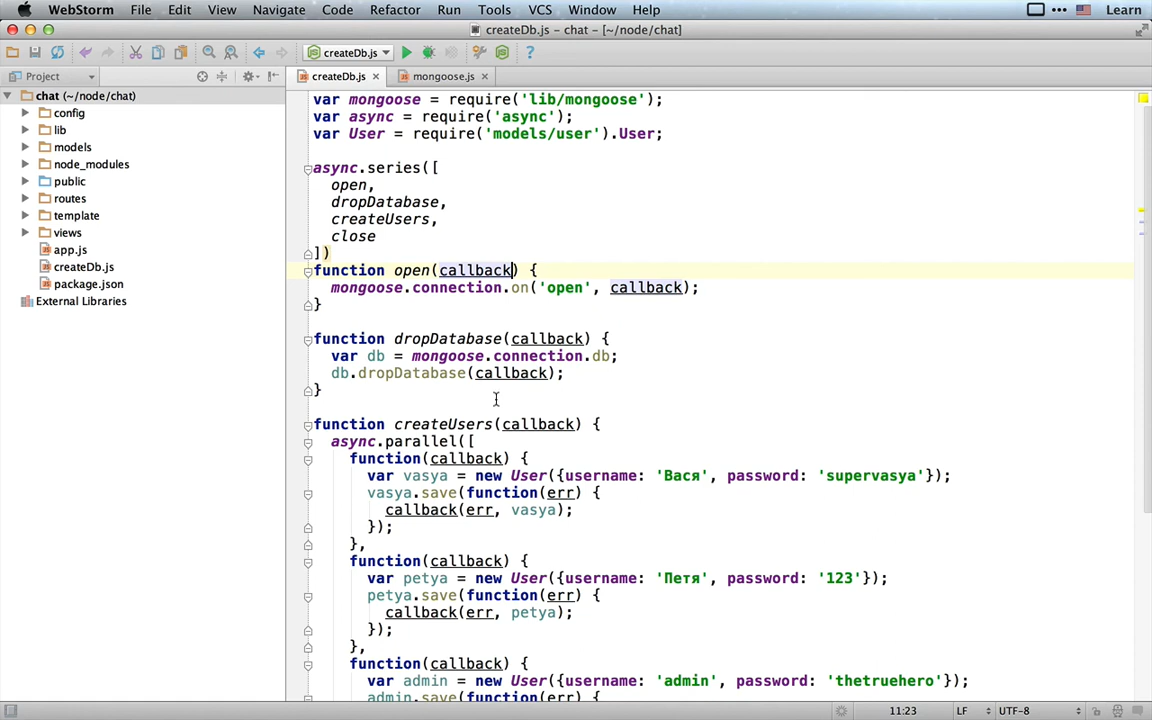 WebStorm File Edit View Navigate Code Refactor Run Tools VCS Window Help Learn
createDb.js – chat – [~/node/chat]
createDb.js
Project createDb.js mongoose.js
chat (~/node/chat)
config
lib
models
node_modules
public
routes
template
views
app.js
createDb.js
package.json
External Libraries
var mongoose = require('lib/mongoose');
var async = require('async');
var User = require('models/user').User;
async.series([
open,
dropDatabase,
createUsers,
close
])
function open(callback) {
mongoose.connection.on('open', callback);
}
function dropDatabase(callback) {
var db = mongoose.connection.db;
db.dropDatabase(callback);
}
function createUsers(callback) {
async.parallel([
function(callback) {
var vasya = new User({username: 'Вася', password: 'supervasya'});
vasya.save(function(err) {
callback(err, vasya);
});
},
function(callback) {
var petya = new User({username: 'Петя', password: '123'});
petya.save(function(err) {
callback(err, petya);
});
},
function(callback) {
var admin = new User({username: 'admin', password: 'thetruehero'});
admin.save(function(err) {
11:23 LF UTF-8